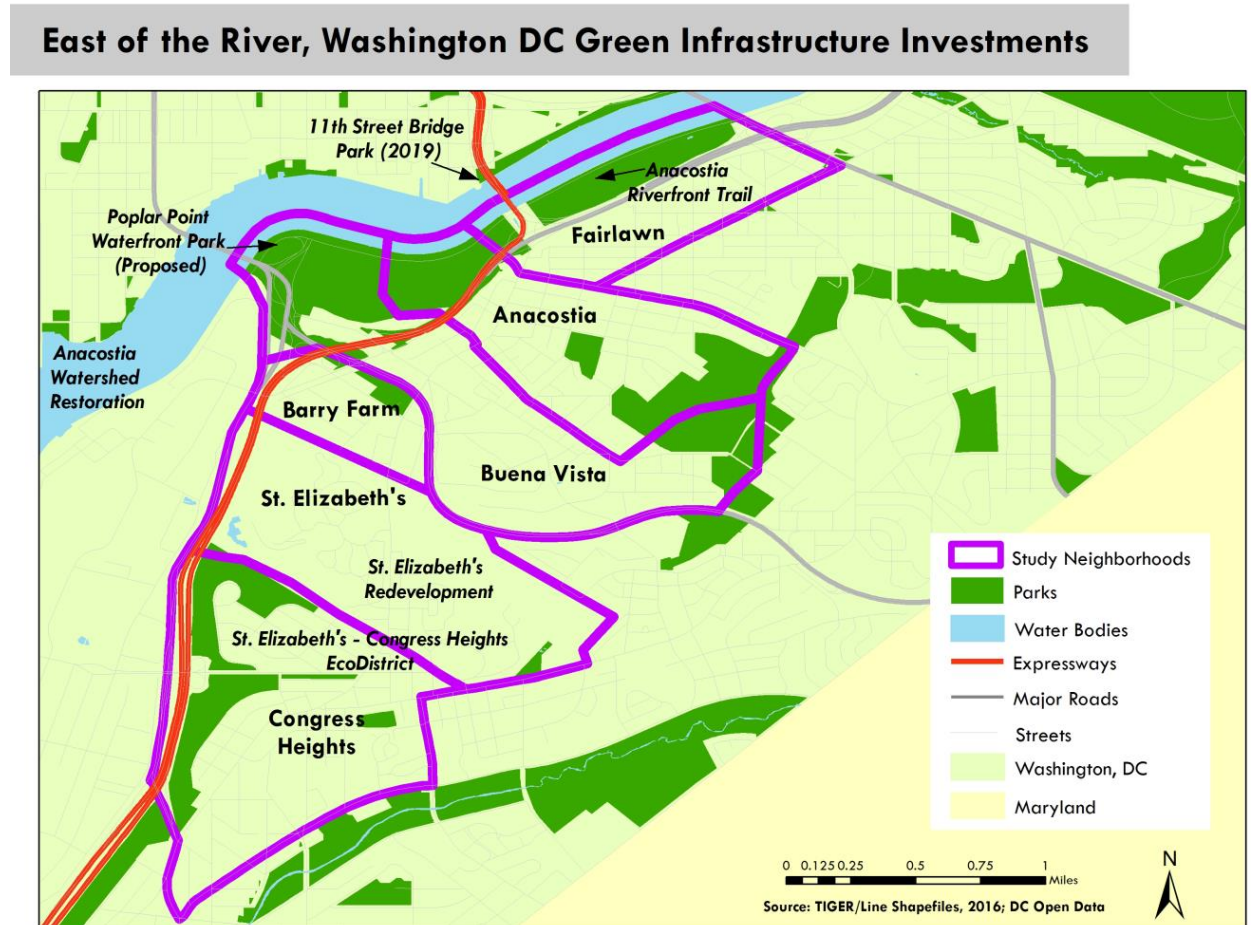 East of the River, Washington DC Green Infrastructure Investments
11th Street Bridge
Park (2019)
Anacostia
Riverfront Trail
Poplar Point
Waterfront Park
(Proposed)
Fairlawn
Anacostia
Anacostia
Watershed
Restoration
Barry Farm
Buena Vista
St. Elizabeth's
St. Elizabeth's
Redevelopment
St. Elizabeth's - Congress Heights
EcoDistrict
Congress
Heights
Study Neighborhoods
Parks
Water Bodies
Expressways
Major Roads
Streets
Washington, DC
Maryland
N
0 0.125 0.25 0.5 0.75 1
Miles
Source: TIGER/Line Shapefiles, 2016; DC Open Data